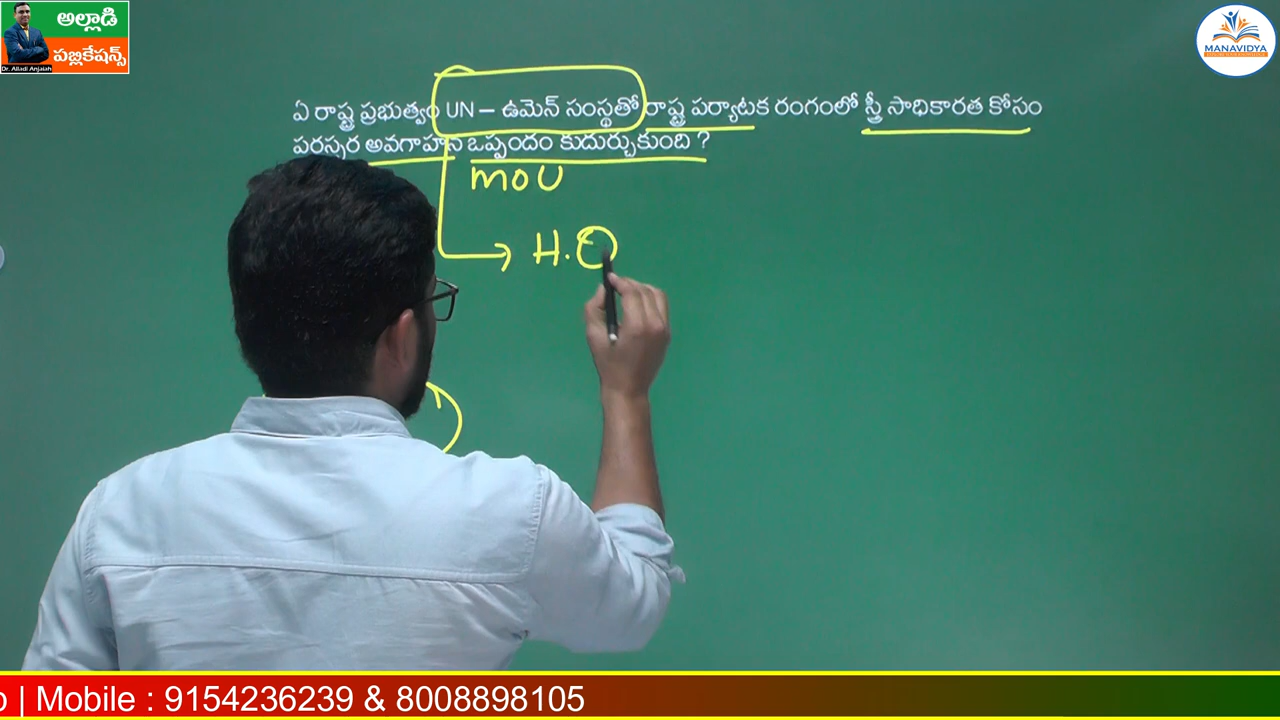 అల్లాడి
పబ్లికేషన్స్
Dr. Alladi Anjaiah
MANAVIDYA
ఏ రాష్ట్ర ప్రభుత్వం UN – ఉమెన్ సంస్థతో రాష్ట్ర పర్యాటక రంగంలో స్త్రీ సాధికారత కోసం
పరస్పర అవగాహన ఒప్పందం కుదుర్చుకుంది ?
MOU
H.Q
| Mobile : 9154236239 & 8008898105